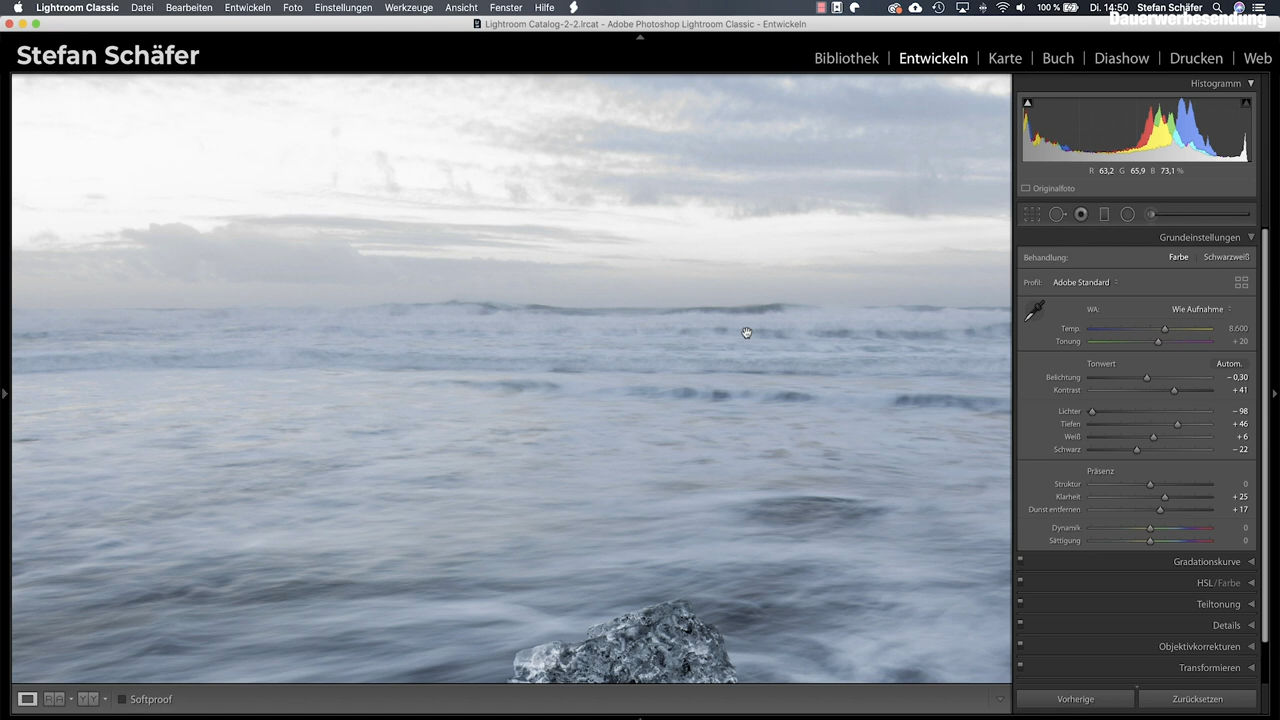 Lightroom Classic Datei Bearbeiten Entwickeln Foto Einstellungen Werkzeuge Ansicht Fenster Hilfe 100 % Di. 14:50 Stefan Schäfer
Dauerwerbesendung
Lightroom Catalog-2-2.lrcat - Adobe Photoshop Lightroom Classic - Entwickeln
Stefan Schäfer
Bibliothek | Entwickeln | Karte | Buch | Diashow | Drucken | Web
Histogramm
R 63,2 G 65,9 B 73,1 %
Originalfoto
Grundeinstellungen
Behandlung: Farbe Schwarzweiß
Profil: Adobe Standard
WA: Wie Aufnahme
Temp. 8.600
Tonung + 20
Tonwert Autom.
Belichtung − 0,30
Kontrast + 41
Lichter − 98
Tiefen + 46
Weiß + 6
Schwarz − 22
Präsenz
Struktur 0
Klarheit + 25
Dunst entfernen + 17
Dynamik 0
Sättigung 0
Gradationskurve
HSL / Farbe
Teiltonung
Details
Objektivkorrekturen
Transformieren
Softproof
Vorherige Zurücksetzen